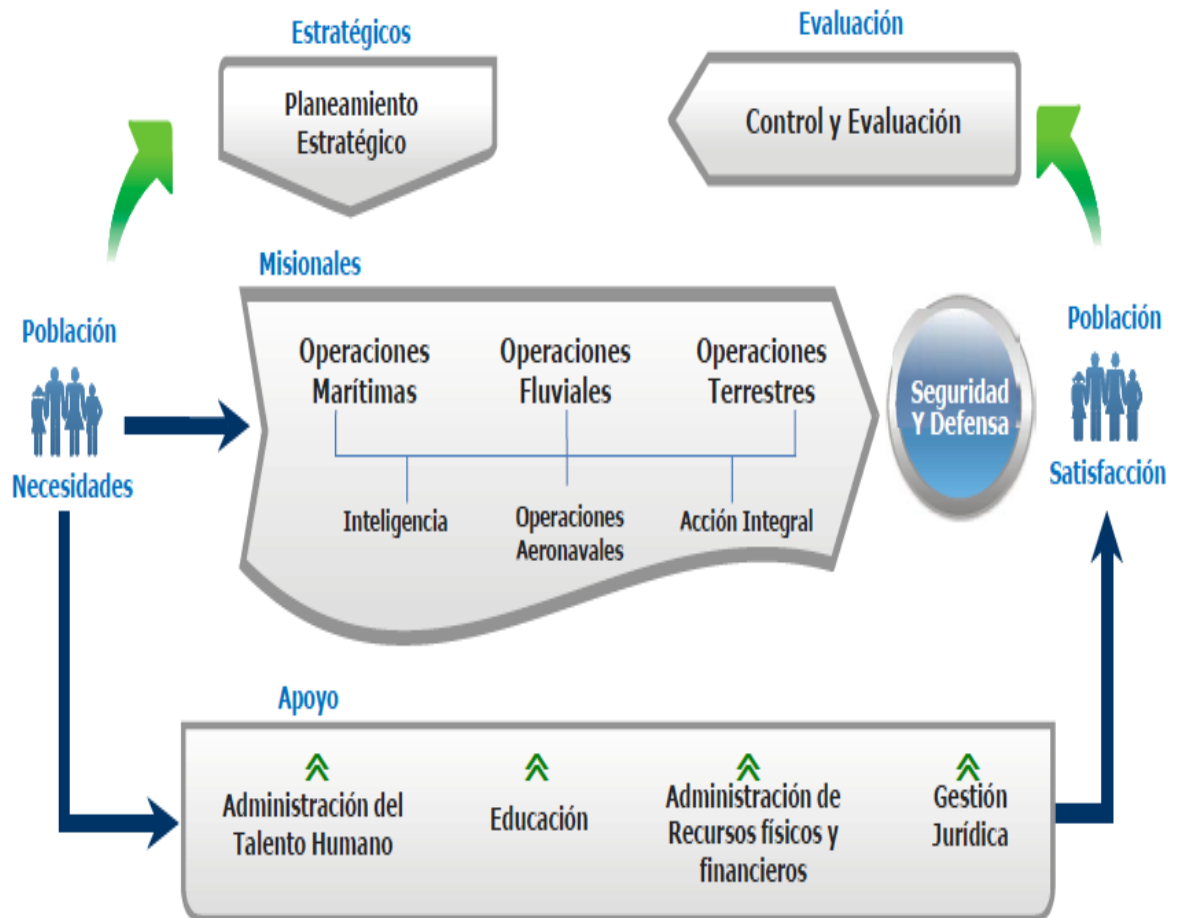 Estratégicos
Planeamiento
Estratégico
Evaluación
Control y Evaluación
Misionales
Operaciones
Marítimas
Operaciones
Fluviales
Operaciones
Terrestres
Inteligencia
Operaciones
Aeronavales
Acción Integral
Seguridad
Y Defensa
Población
Necesidades
Población
Satisfacción
Apoyo
Administración del
Talento Humano
Educación
Administración de
Recursos físicos y
financieros
Gestión
Jurídica